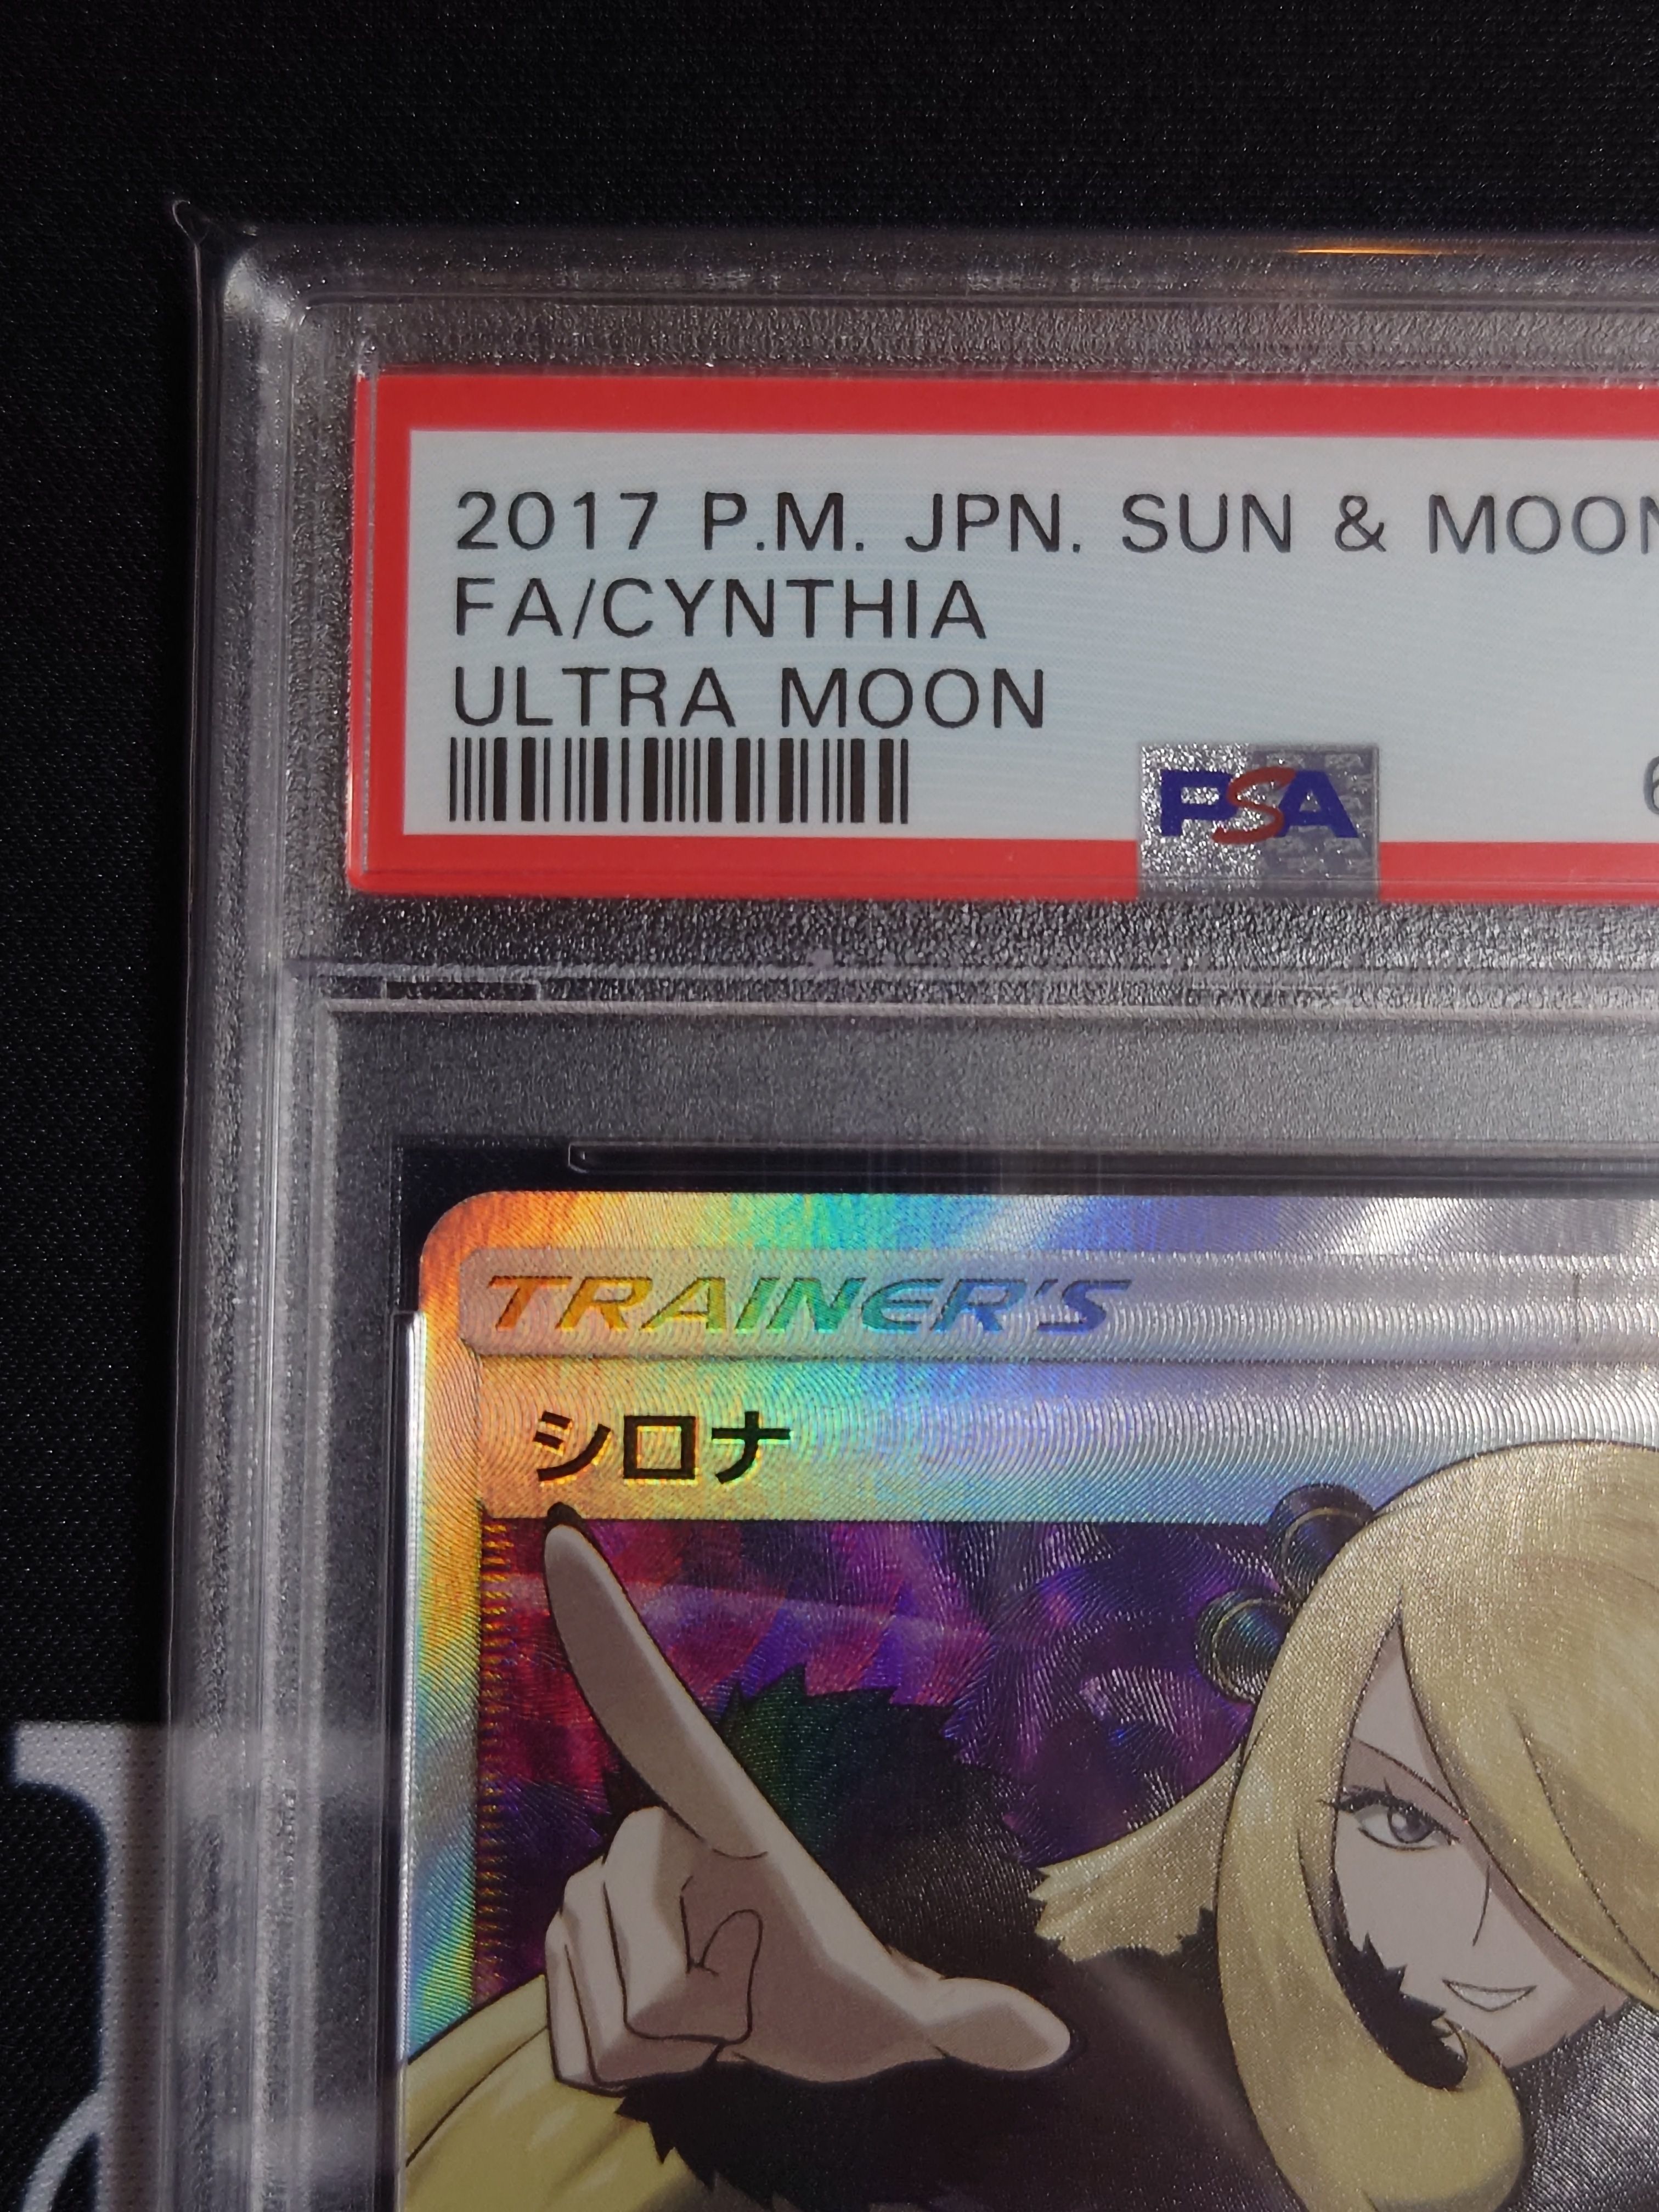 2017 P.M. JPN. SUN & MOON
FA/CYNTHIA
ULTRA MOON
PSA
TRAINER'S
シロナ